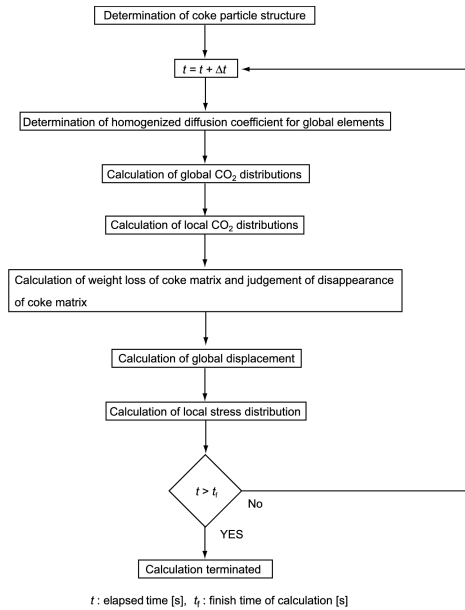 Determination of coke particle structure
t = t + Δt
Determination of homogenized diffusion coefficient for global elements
Calculation of global CO₂ distributions
Calculation of local CO₂ distributions
Calculation of weight loss of coke matrix and judgement of disappearance
of coke matrix
Calculation of global displacement
Calculation of local stress distribution
t > tf
No
YES
Calculation terminated
t : elapsed time [s], tf : finish time of calculation [s]